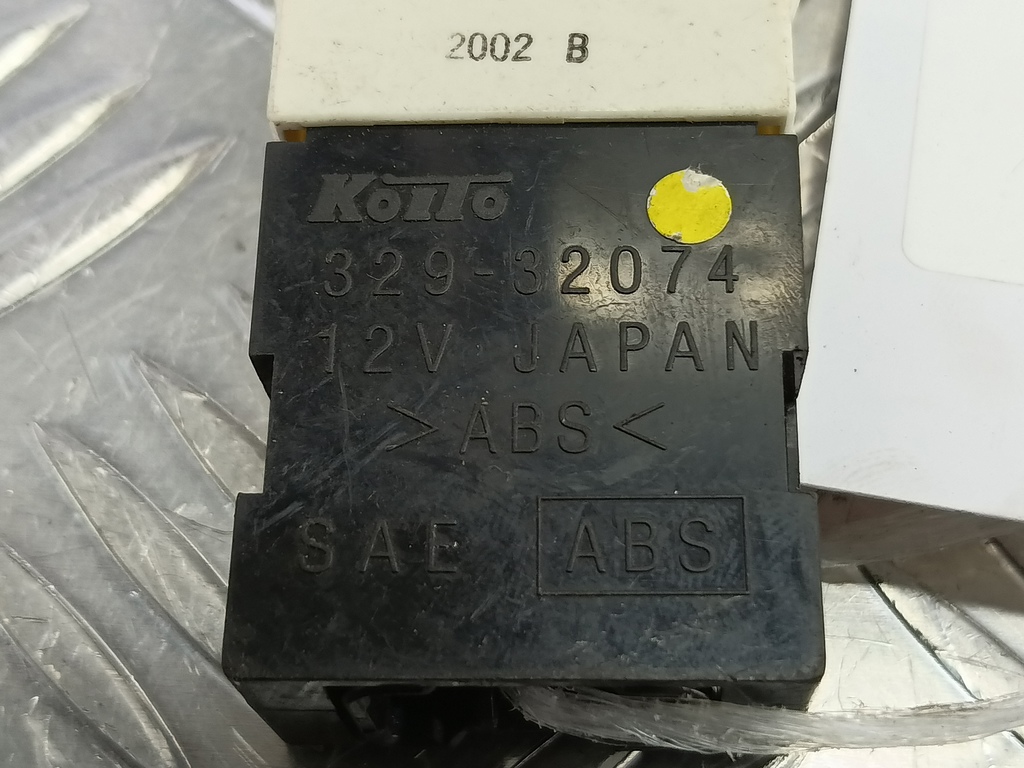 2002 B
KOITO
329-32074
12V JAPAN
>ABS<
SAE ABS